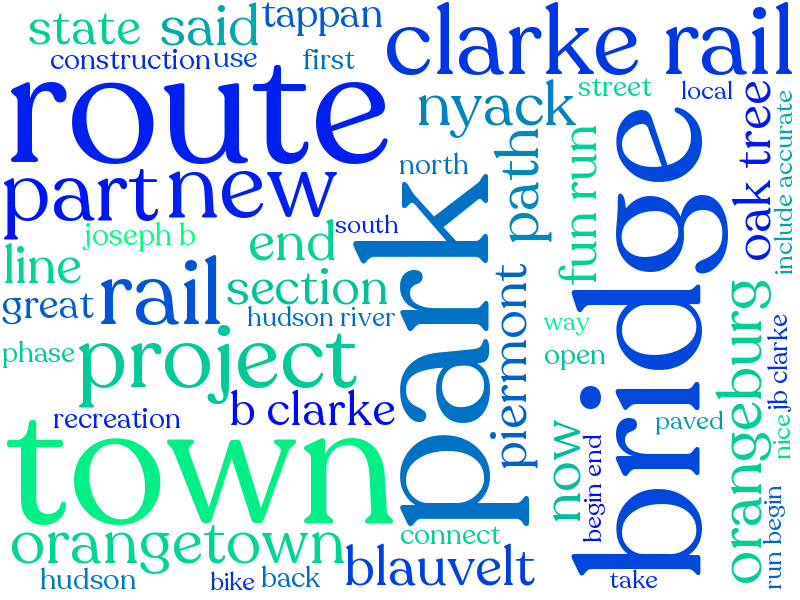 state
said
tappan
clarke rail
construction
use
first
route
nyack
street
local
north
path
fun run
bridge
oak tree
include accurate
part
new
park
joseph b
south
end
line
great
rail
section
hudson river
piermont
way
open
orangeburg
jb clarke
phase
project
recreation
b clarke
town
now
begin end
paved
nice
orangetown
connect
run begin
hudson
bike
back
blauvelt
take